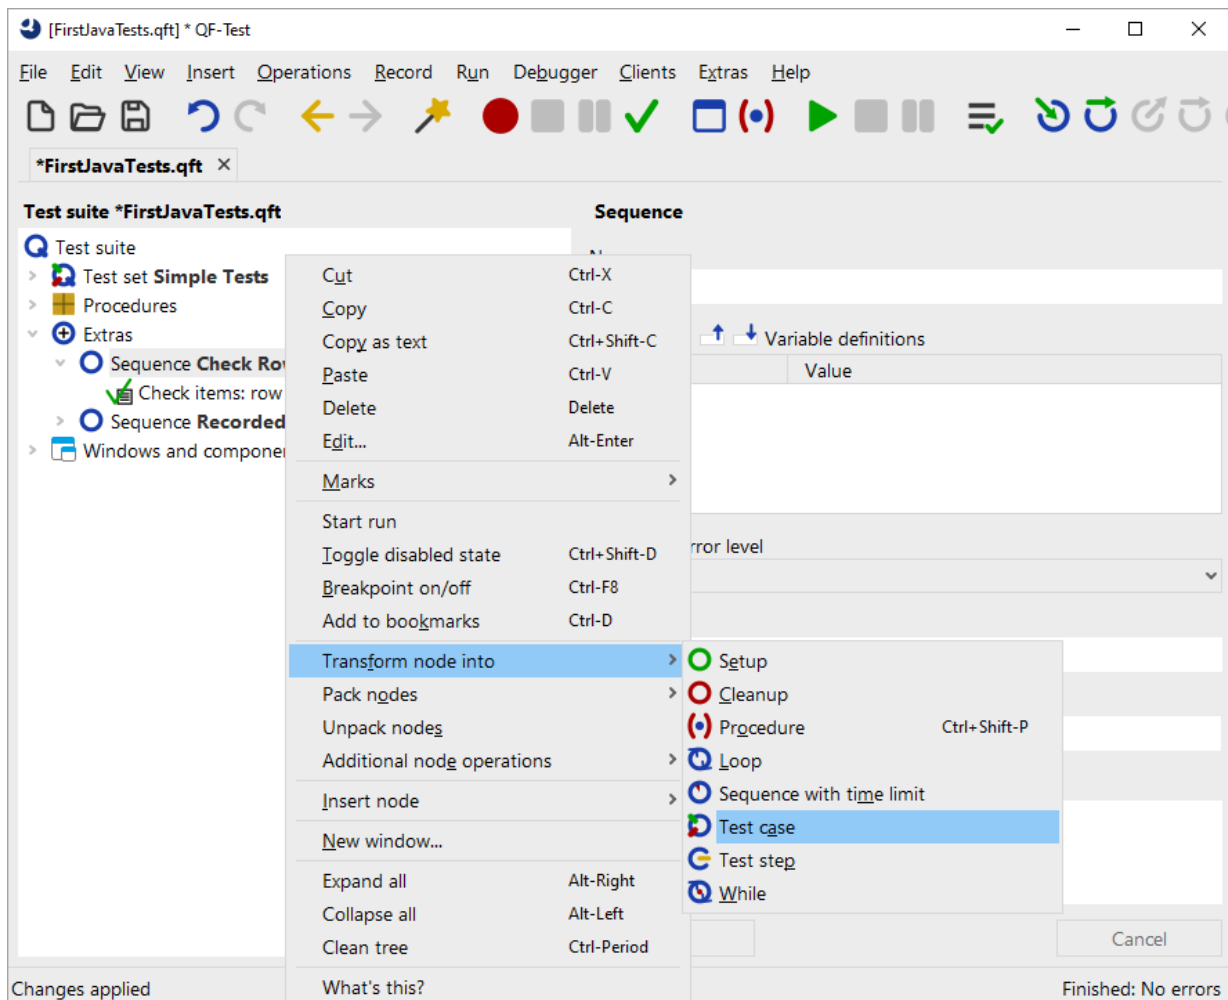 [FirstJavaTests.qft] * QF-Test
File Edit View Insert Operations Record Run Debugger Clients Extras Help
*FirstJavaTests.qft
Test suite *FirstJavaTests.qft
Sequence
Test suite
Test set Simple Tests
Procedures
Extras
Sequence Check Ro
Check items: row
Sequence Recorded
Windows and compone
Cut Ctrl-X
Copy Ctrl-C
Copy as text Ctrl+Shift-C
Paste Ctrl-V
Delete Delete
Edit... Alt-Enter
Marks
Start run
Toggle disabled state Ctrl+Shift-D
Breakpoint on/off Ctrl-F8
Add to bookmarks Ctrl-D
Transform node into
Pack nodes
Unpack nodes
Additional node operations
Insert node
New window...
Expand all Alt-Right
Collapse all Alt-Left
Clean tree Ctrl-Period
What's this?
Setup
Cleanup
Procedure Ctrl+Shift-P
Loop
Sequence with time limit
Test case
Test step
While
Variable definitions
Value
rror level
Cancel
Changes applied
Finished: No errors